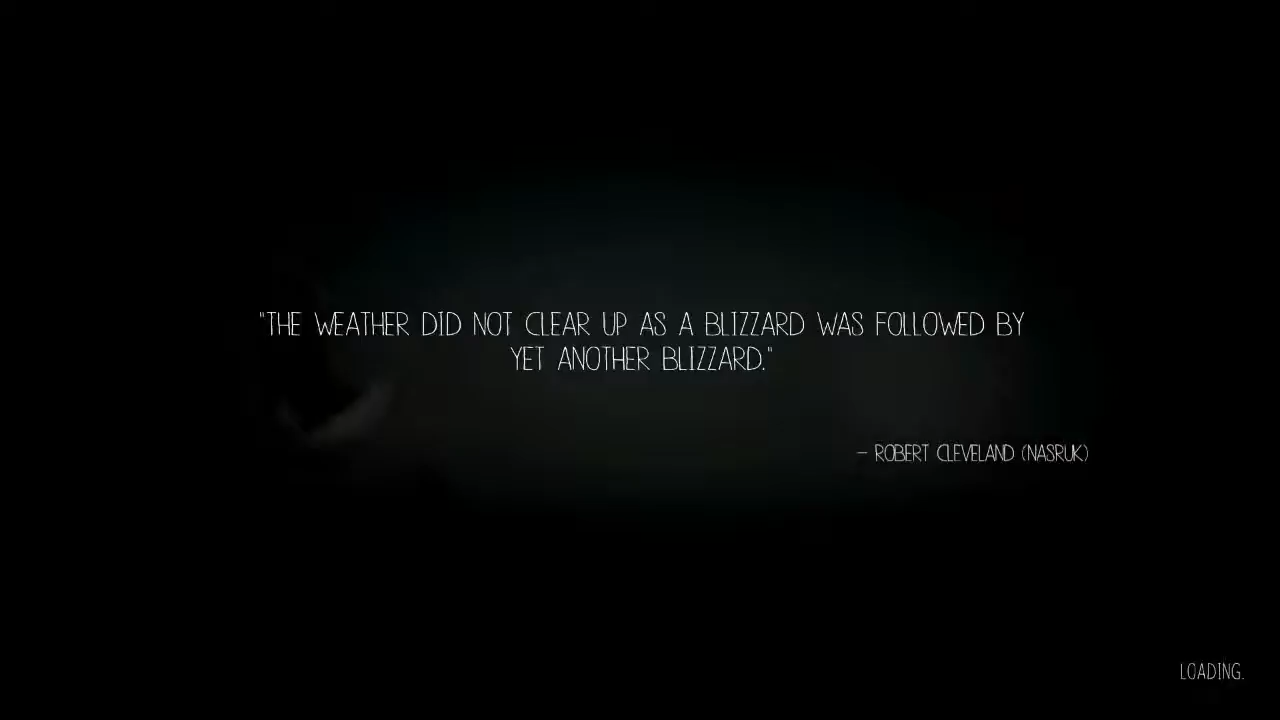 "THE WEATHER DID NOT CLEAR UP AS A BLIZZARD WAS FOLLOWED BY
YET ANOTHER BLIZZARD."
– ROBERT CLEVELAND (NASRUK)
LOADING.